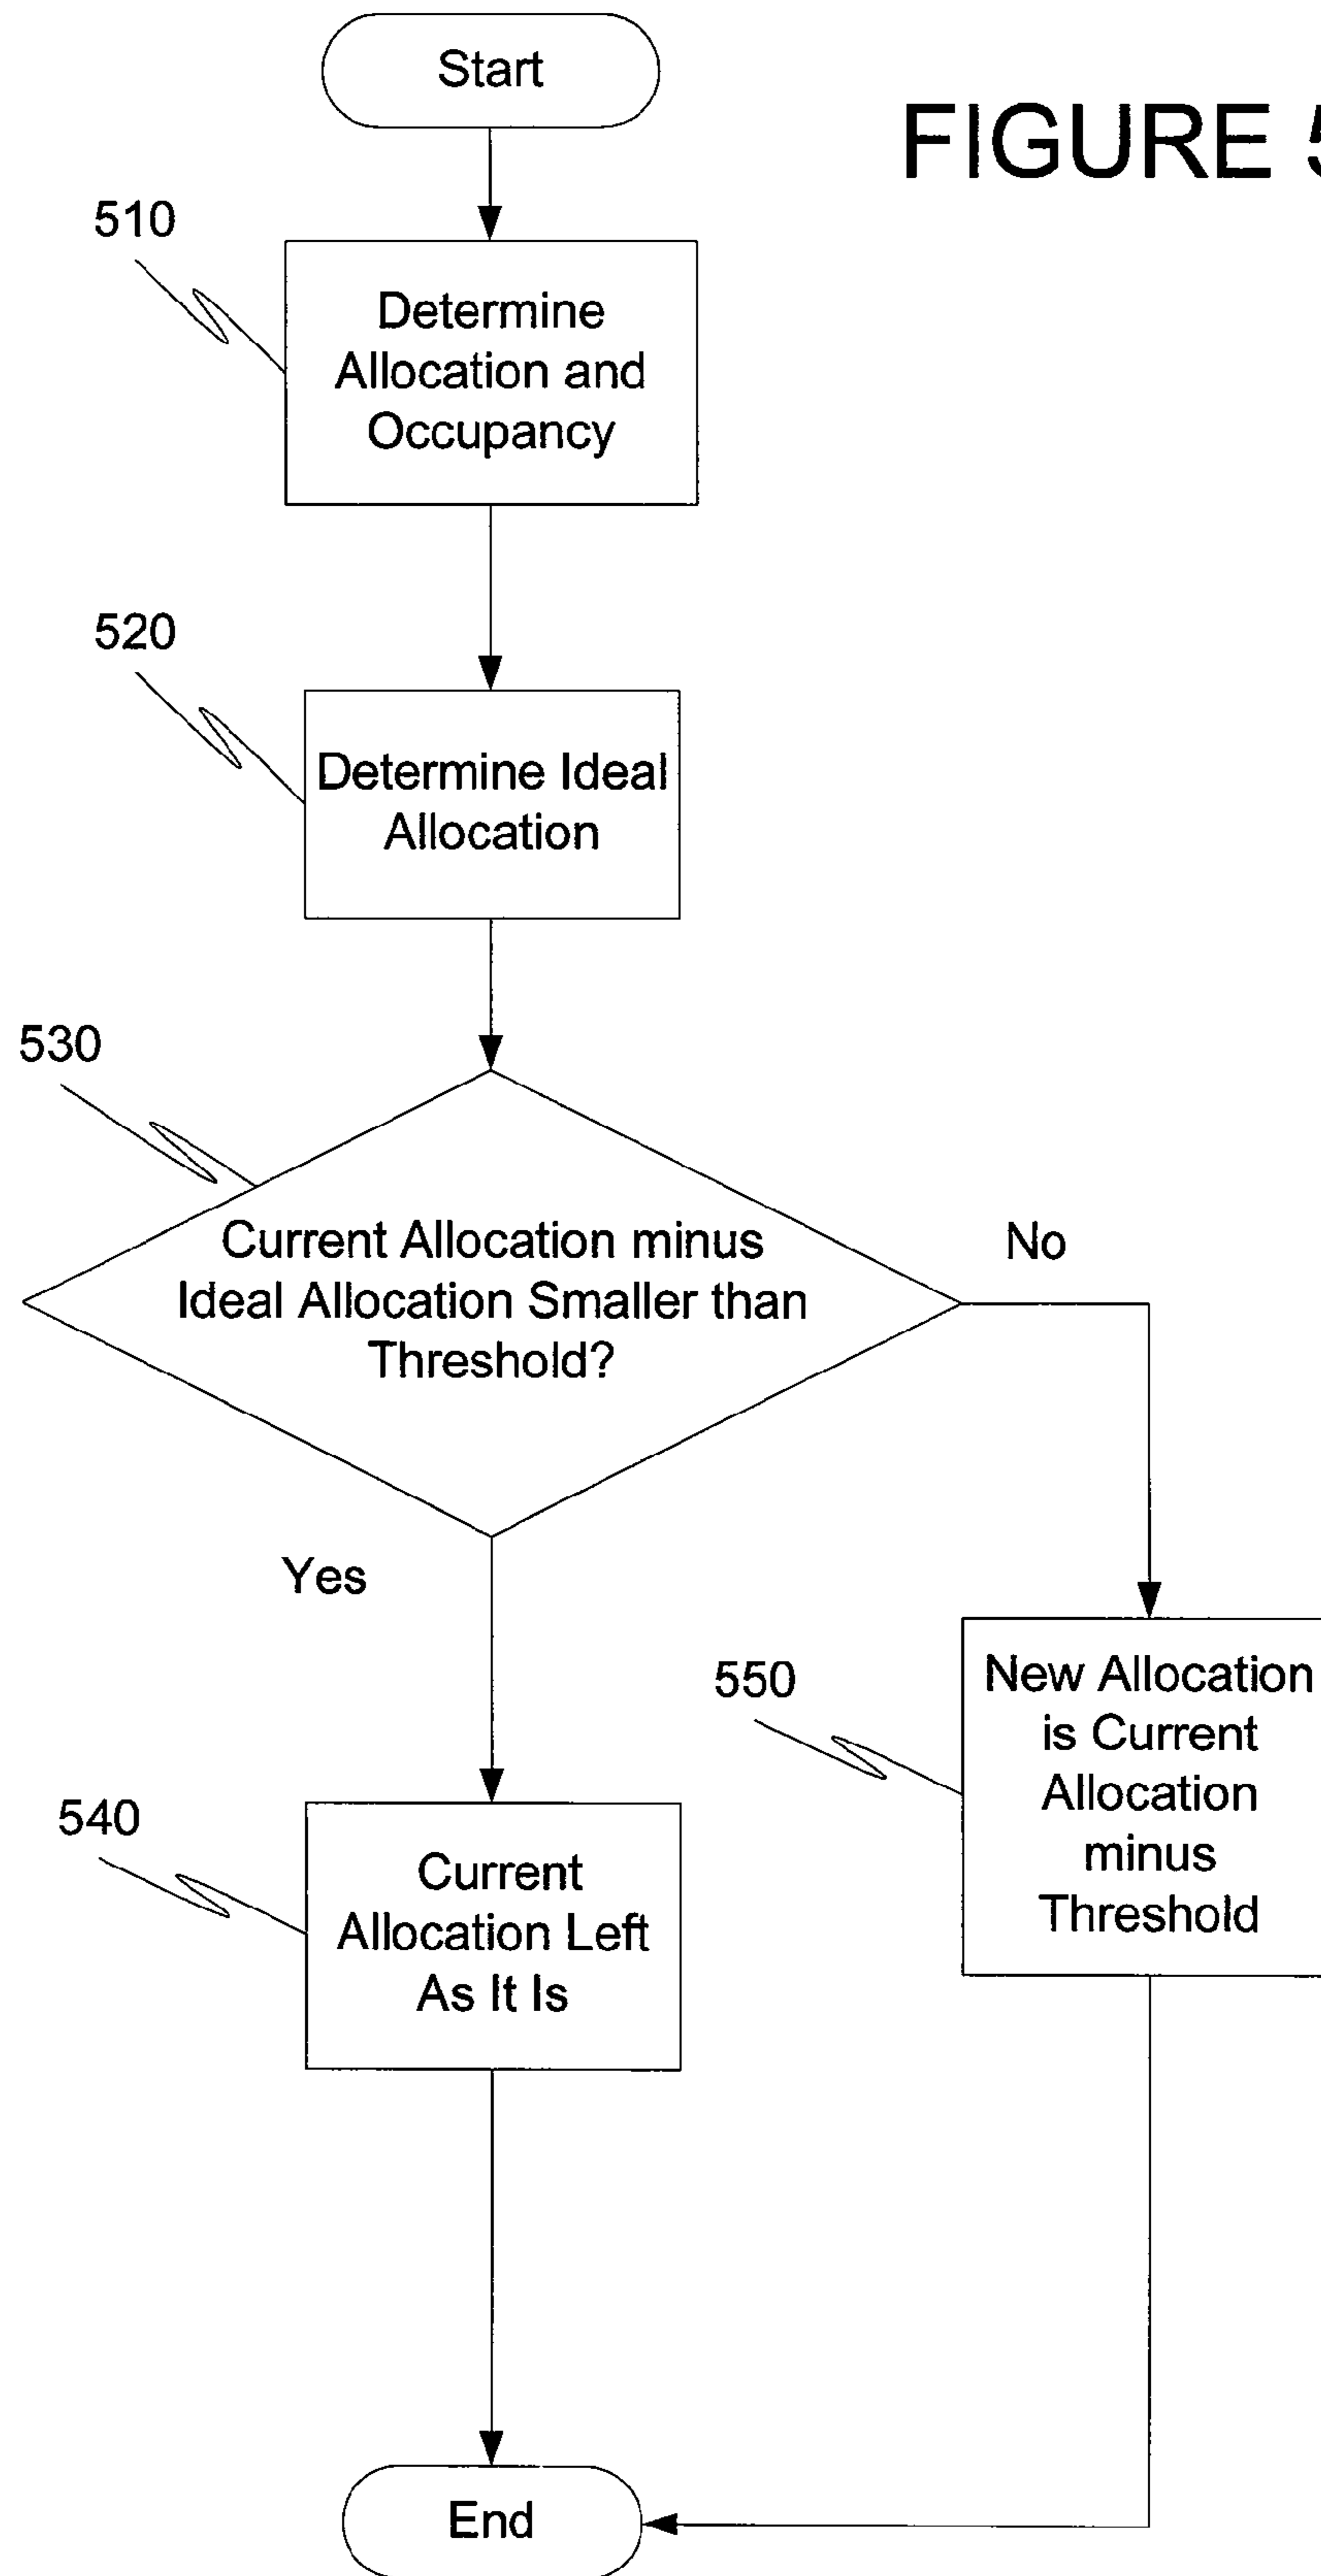 Start
FIGURE 5
510
Determine
Allocation and
Occupancy
520
Determine Ideal
Allocation
530
Current Allocation minus
Ideal Allocation Smaller than
Threshold?
No
Yes
550
New Allocation
is Current
Allocation
minus
Threshold
540
Current
Allocation Left
As It Is
End